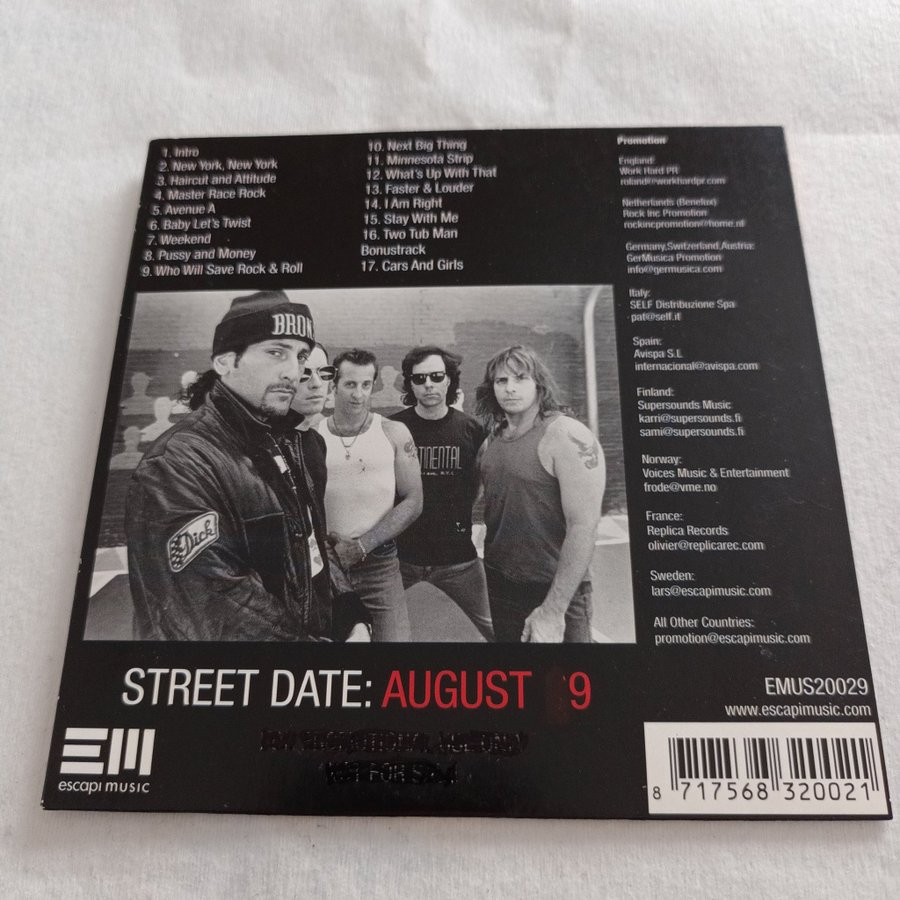 1. Intro
2. New York, New York
3. Haircut and Attitude
4. Master Race Rock
5. Avenue A
6. Baby Let's Twist
7. Weekend
8. Pussy and Money
9. Who Will Save Rock & Roll
10. Next Big Thing
11. Minnesota Strip
12. What's Up With That
13. Faster & Louder
14. I Am Right
15. Stay With Me
16. Two Tub Man
Bonustrack
17. Cars And Girls
Promotion
England:
Work Hard PR
roland@workhardpr.com
Netherlands (Benelux)
Rock Inc Promotion
rockincpromotion@home.nl
Germany,Switzerland,Austria:
GerMusica Promotion
info@germusica.com
Italy:
SELF Distribuzione Spa
pat@self.it
Spain:
Avispa S.L
internacional@avispa.com
Finland:
Supersounds Music
karri@supersounds.fi
sami@supersounds.fi
Norway:
Voices Music & Entertainment
frode@vme.no
France:
Replica Records
olivier@replicarec.com
Sweden:
lars@escapimusic.com
All Other Countries:
promotion@escapimusic.com
BRON
Dick
TINENTAL
STREET DATE: AUGUST 9
NOT FOR SALE
EM
escapi music
EMUS20029
www.escapimusic.com
8 717568 320021